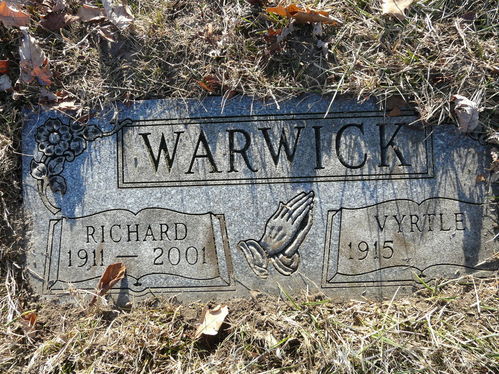 WARWICK
RICHARD
1911 — 2001
VYRTLE
1915